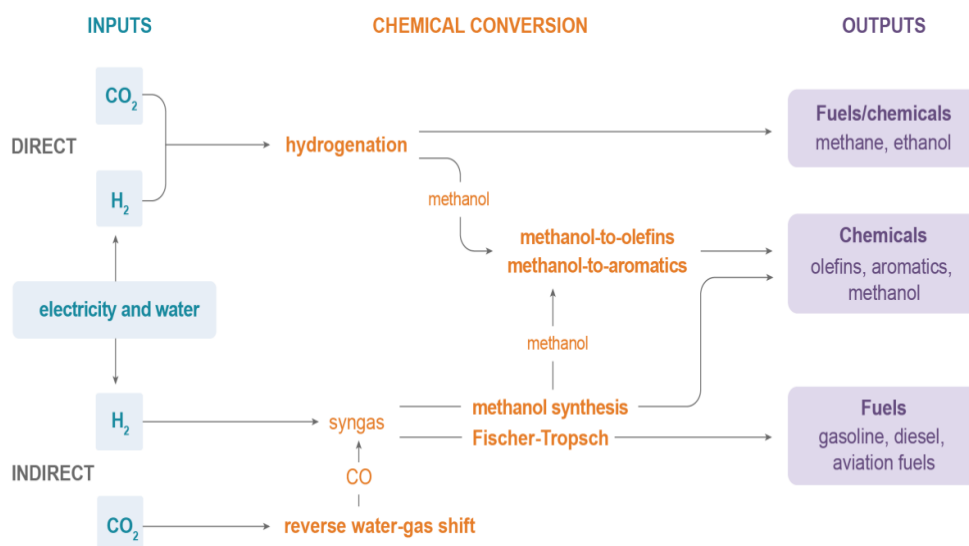 INPUTS
CHEMICAL CONVERSION
OUTPUTS
CO₂
DIRECT
H₂
hydrogenation
methanol
Fuels/chemicals
methane, ethanol
methanol-to-olefins
methanol-to-aromatics
Chemicals
olefins, aromatics,
methanol
electricity and water
methanol
H₂
syngas
methanol synthesis
Fischer-Tropsch
Fuels
gasoline, diesel,
aviation fuels
INDIRECT
CO
CO₂
reverse water-gas shift